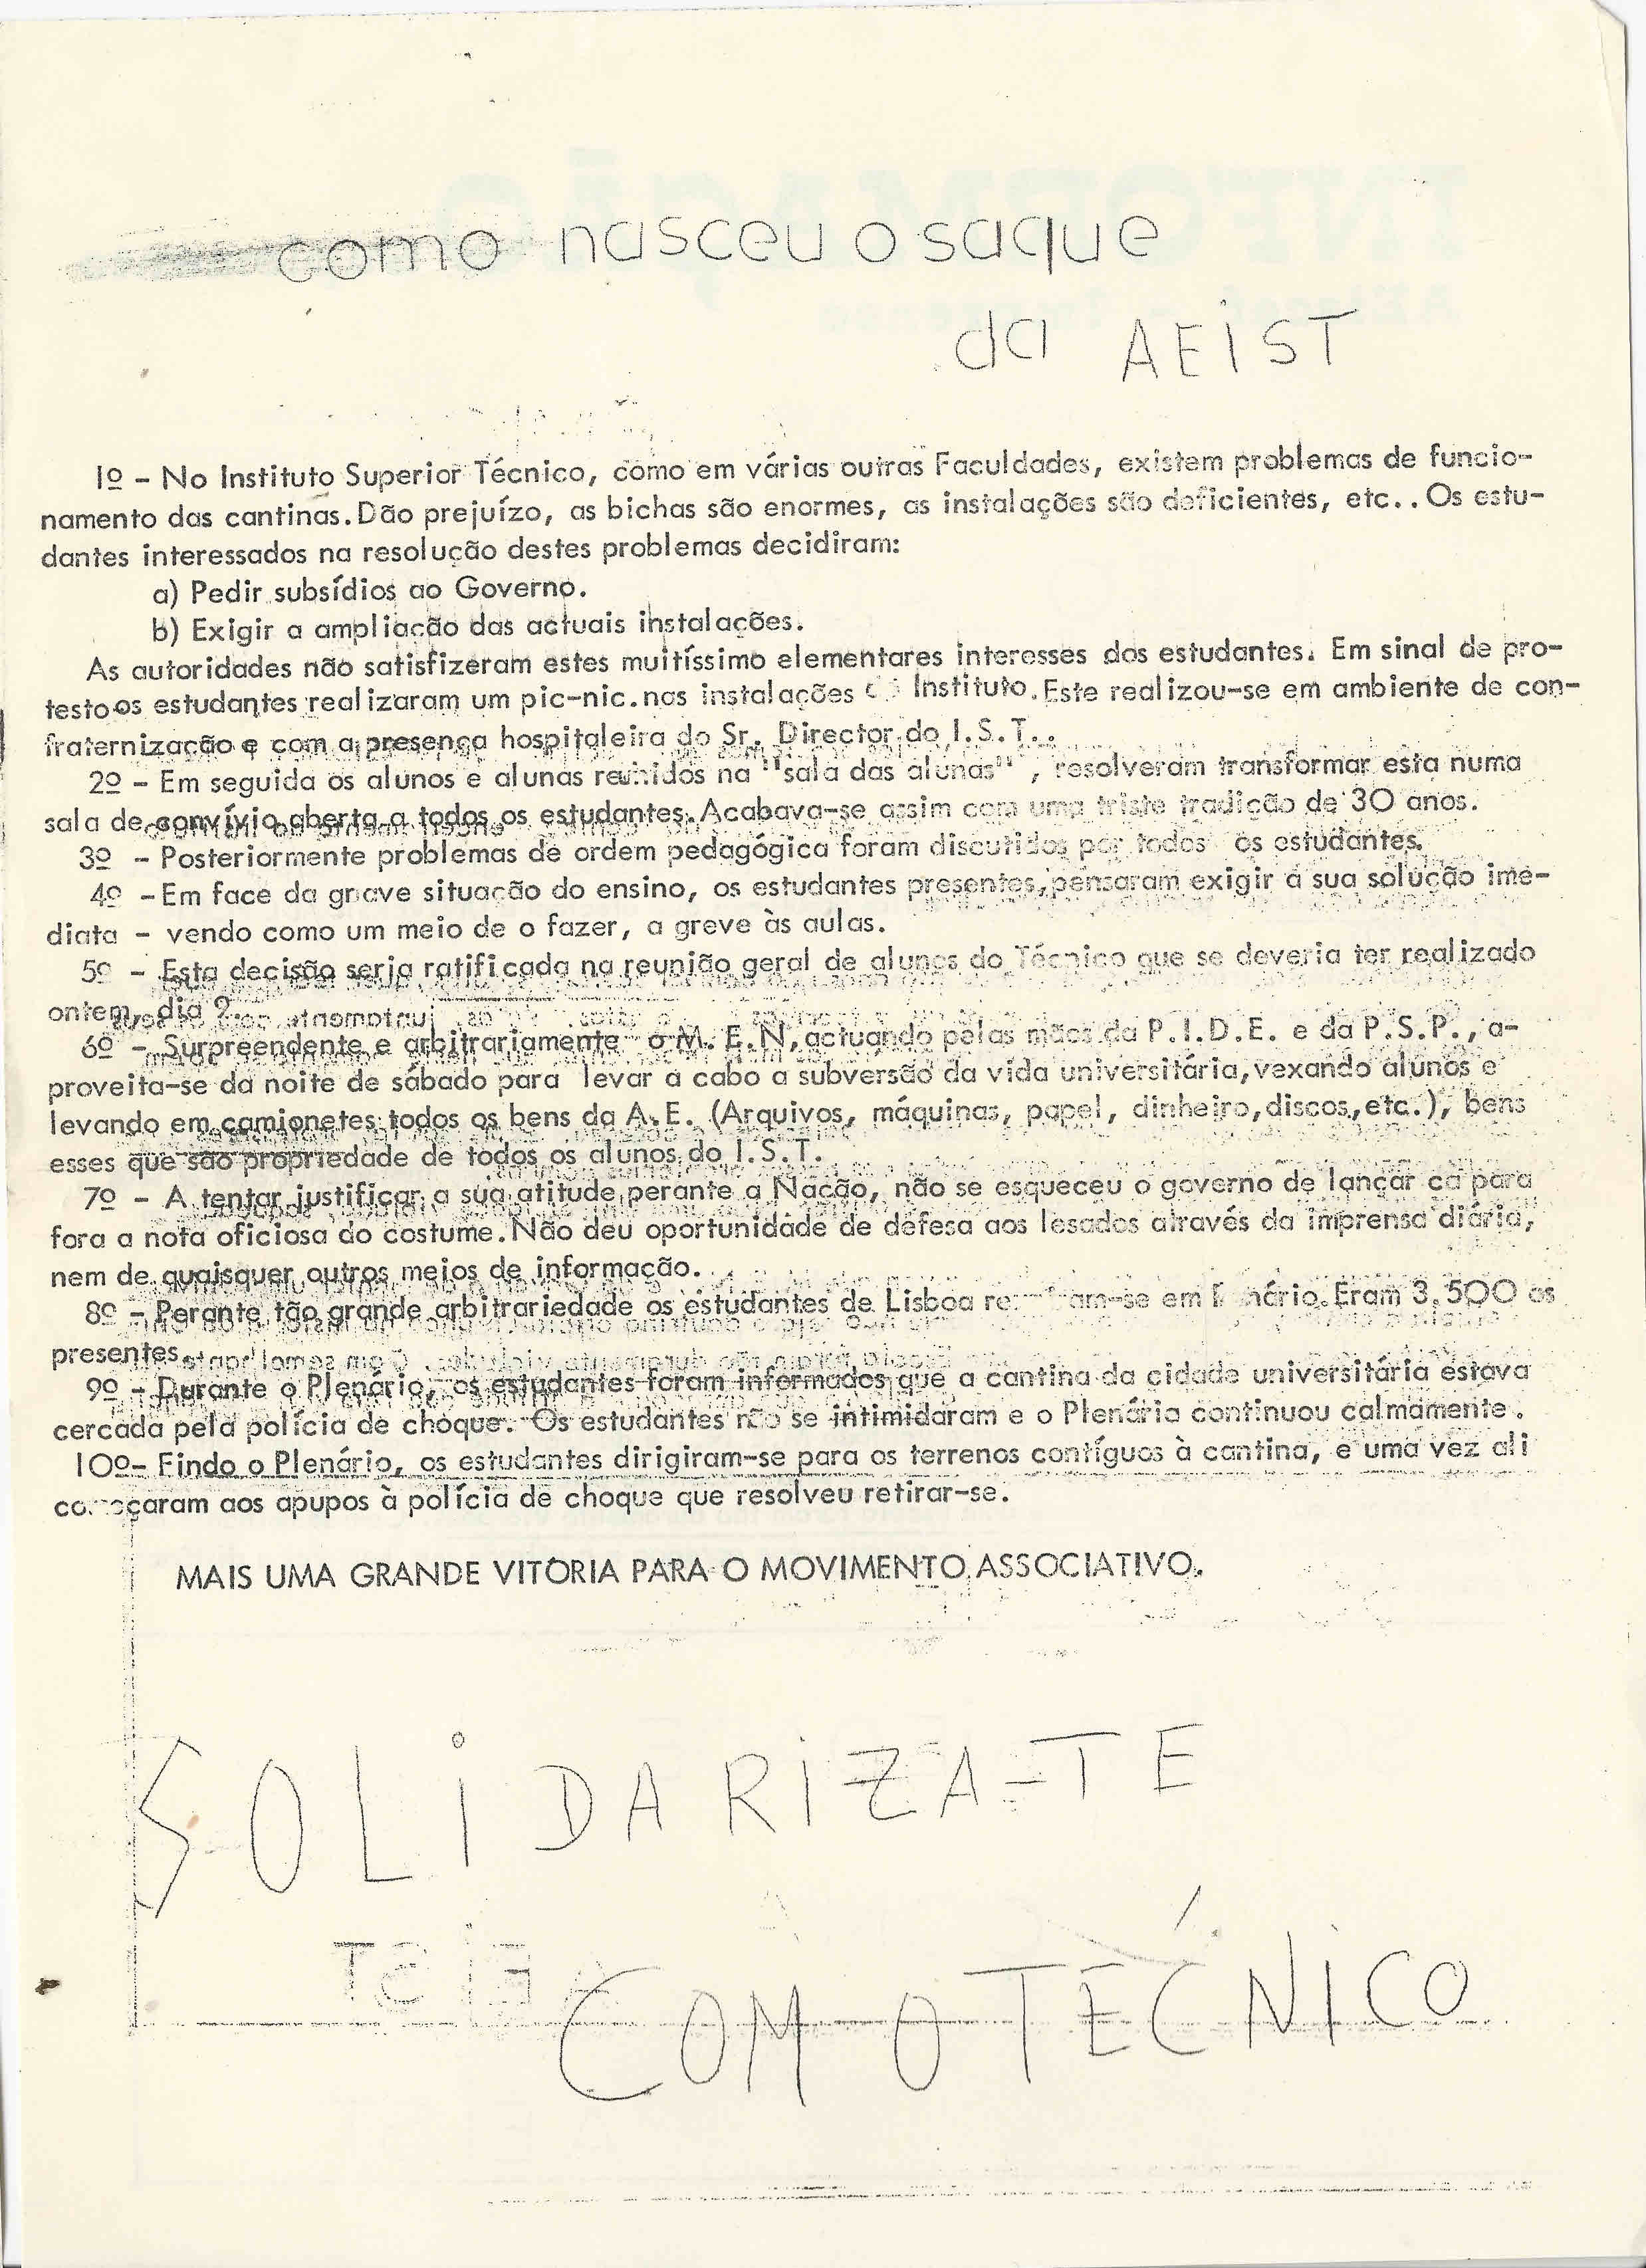 como nasceu o saque
da AEIST
1º - No Instituto Superior Técnico, como em várias outras Faculdades, existem problemas de funcio-
namento das cantinas. Dão prejuízo, as bichas são enormes, as instalações são deficientes, etc.. Os estu-
dantes interessados na resolução destes problemas decidiram:
a) Pedir subsídios ao Governo.
b) Exigir a ampliação das actuais instalações.
As autoridades não satisfizeram estes muitíssimo elementares interesses dos estudantes. Em sinal de pro-
testo os estudantes realizaram um pic-nic.nas instalações Instituto. Este realizou-se em ambiente de con-
fraternização e com a presença hospitaleira do Sr. Director do I.S.T..
2º - Em seguida os alunos e alunas reunidos na "sala das alunas", resolveram transformar esta numa
sala de convívio aberta a todos os estudantes. Acabava-se assim com uma triste tradição de 30 anos.
3º - Posteriormente problemas de ordem pedagógica foram discutidos por todos os estudantes.
4º - Em face da grave situação do ensino, os estudantes presentes, pensaram exigir a sua solução ime-
diata - vendo como um meio de o fazer, a greve às aulas.
5º - Esta decisão seria ratificada na reunião geral de alunos do Técnico que se deveria ter realizado
ontem, dia
6º - Surpreendente e arbitrariamente o M.E.N, actuando pelas mãos da P.I.D.E. e da P.S.P., a-
proveita-se da noite de sábado para levar a cabo a subversão da vida universitária, vexando alunos e
levando em camionetes todos os bens da A.E. (Arquivos, máquinas, papel, dinheiro, discos, etc.), bens
esses que são propriedade de todos os alunos do I.S.T.
7º - A tentar justificar a sua atitude perante a Nação, não se esqueceu o governo de lançar cá para
fora a nota oficiosa do costume. Não deu oportunidade de defesa aos lesados através da imprensa diária,
nem de quaisquer outros meios de informação.
8º - Perante tão grande arbitrariedade os estudantes de Lisboa em Eram 3.500 os
presentes.
9º - Durante o Plenário, os estudantes foram informados que a cantina da cidade universitária estava
cercada pela polícia de choque. Os estudantes não se intimidaram e o Plenário continuou calmamente.
10º- Findo o Plenário, os estudantes dirigiram-se para os terrenos contíguos à cantina, e uma vez ali
começaram aos apupos à polícia de choque que resolveu retirar-se.
MAIS UMA GRANDE VITÓRIA PARA O MOVIMENTO ASSOCIATIVO.
SOLIDARIZA-TE
COM O TÉCNICO